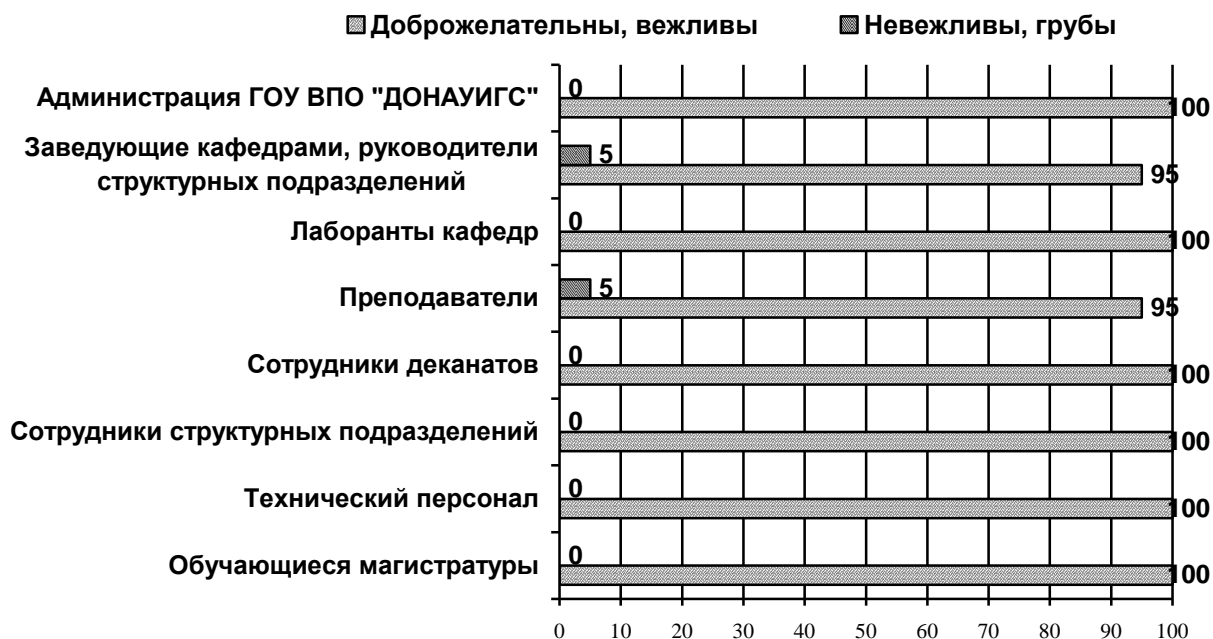 Доброжелательны, вежливы Невежливы, грубы
Администрация ГОУ ВПО "ДОНАУИГС"
0
100
Заведующие кафедрами, руководители
структурных подразделений
5
95
Лаборанты кафедр
0
100
Преподаватели
5
95
Сотрудники деканатов
0
100
Сотрудники структурных подразделений
0
100
Технический персонал
0
100
Обучающиеся магистратуры
0
100
0 10 20 30 40 50 60 70 80 90 100